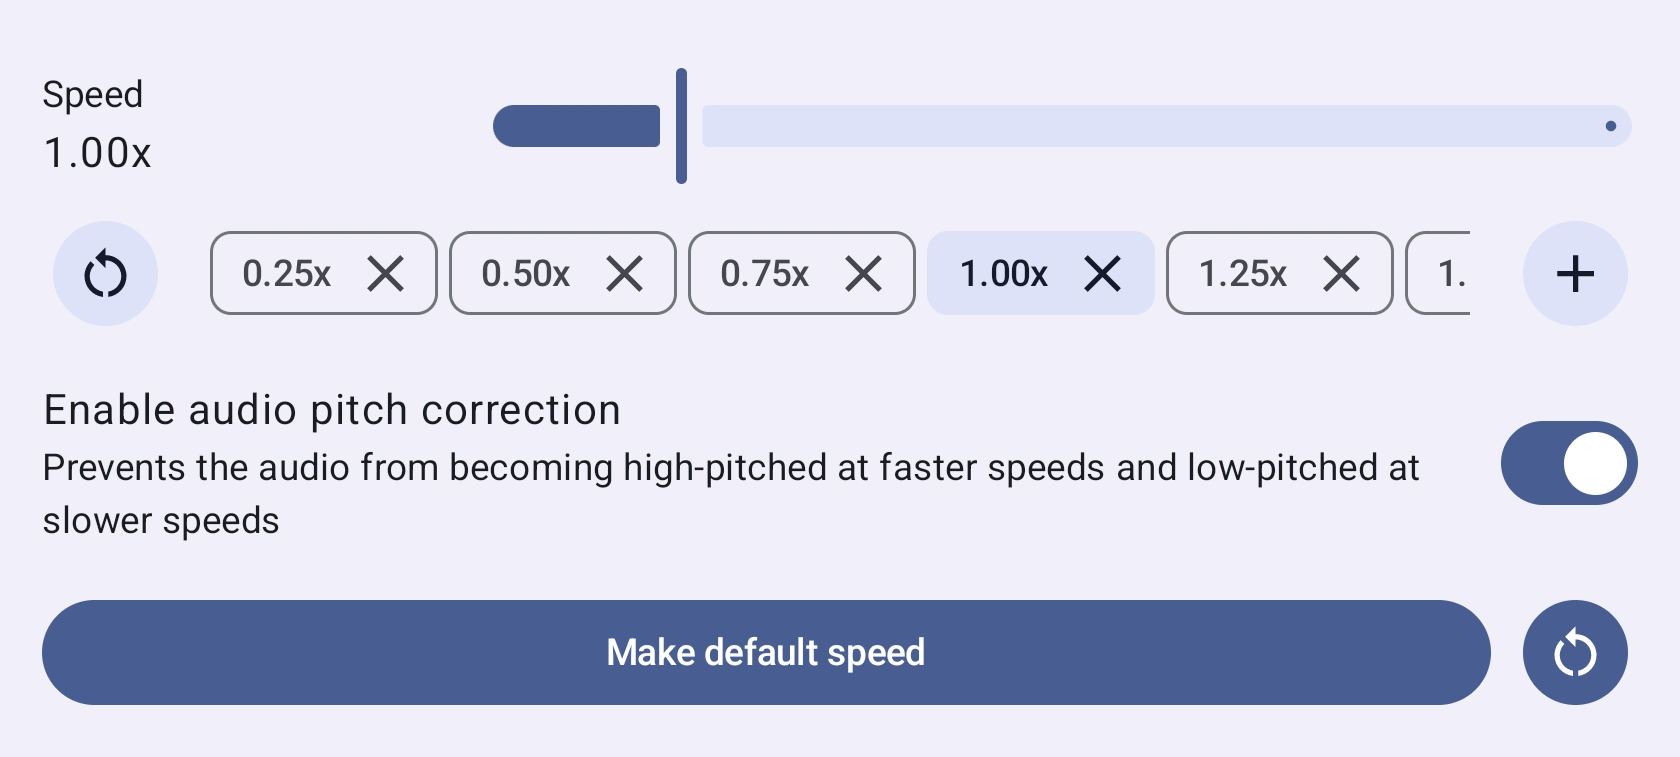 Speed
1.00x
0.25x 0.50x 0.75x 1.00x 1.25x 1.
Enable audio pitch correction
Prevents the audio from becoming high-pitched at faster speeds and low-pitched at
slower speeds
Make default speed